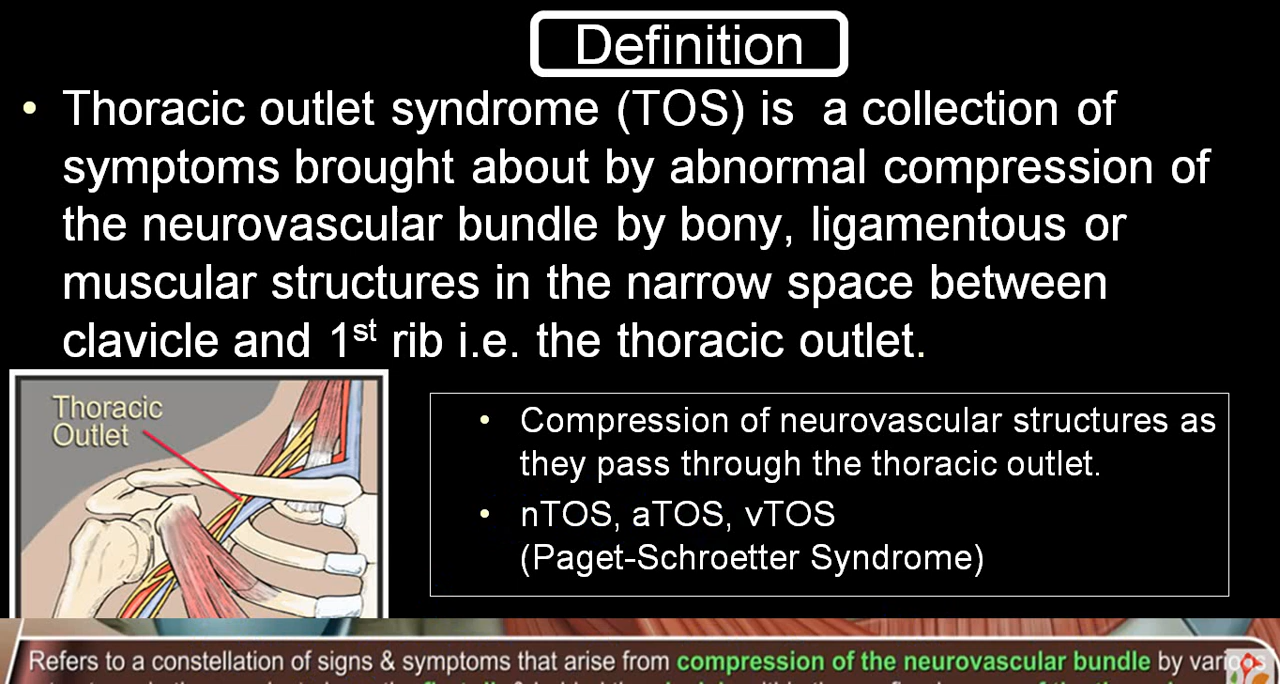 Definition
• Thoracic outlet syndrome (TOS) is a collection of
symptoms brought about by abnormal compression of
the neurovascular bundle by bony, ligamentous or
muscular structures in the narrow space between
clavicle and 1st rib i.e. the thoracic outlet.
Thoracic
Outlet
• Compression of neurovascular structures as
they pass through the thoracic outlet.
• nTOS, aTOS, vTOS
(Paget-Schroetter Syndrome)
Refers to a constellation of signs & symptoms that arise from compression of the neurovascular bundle by various